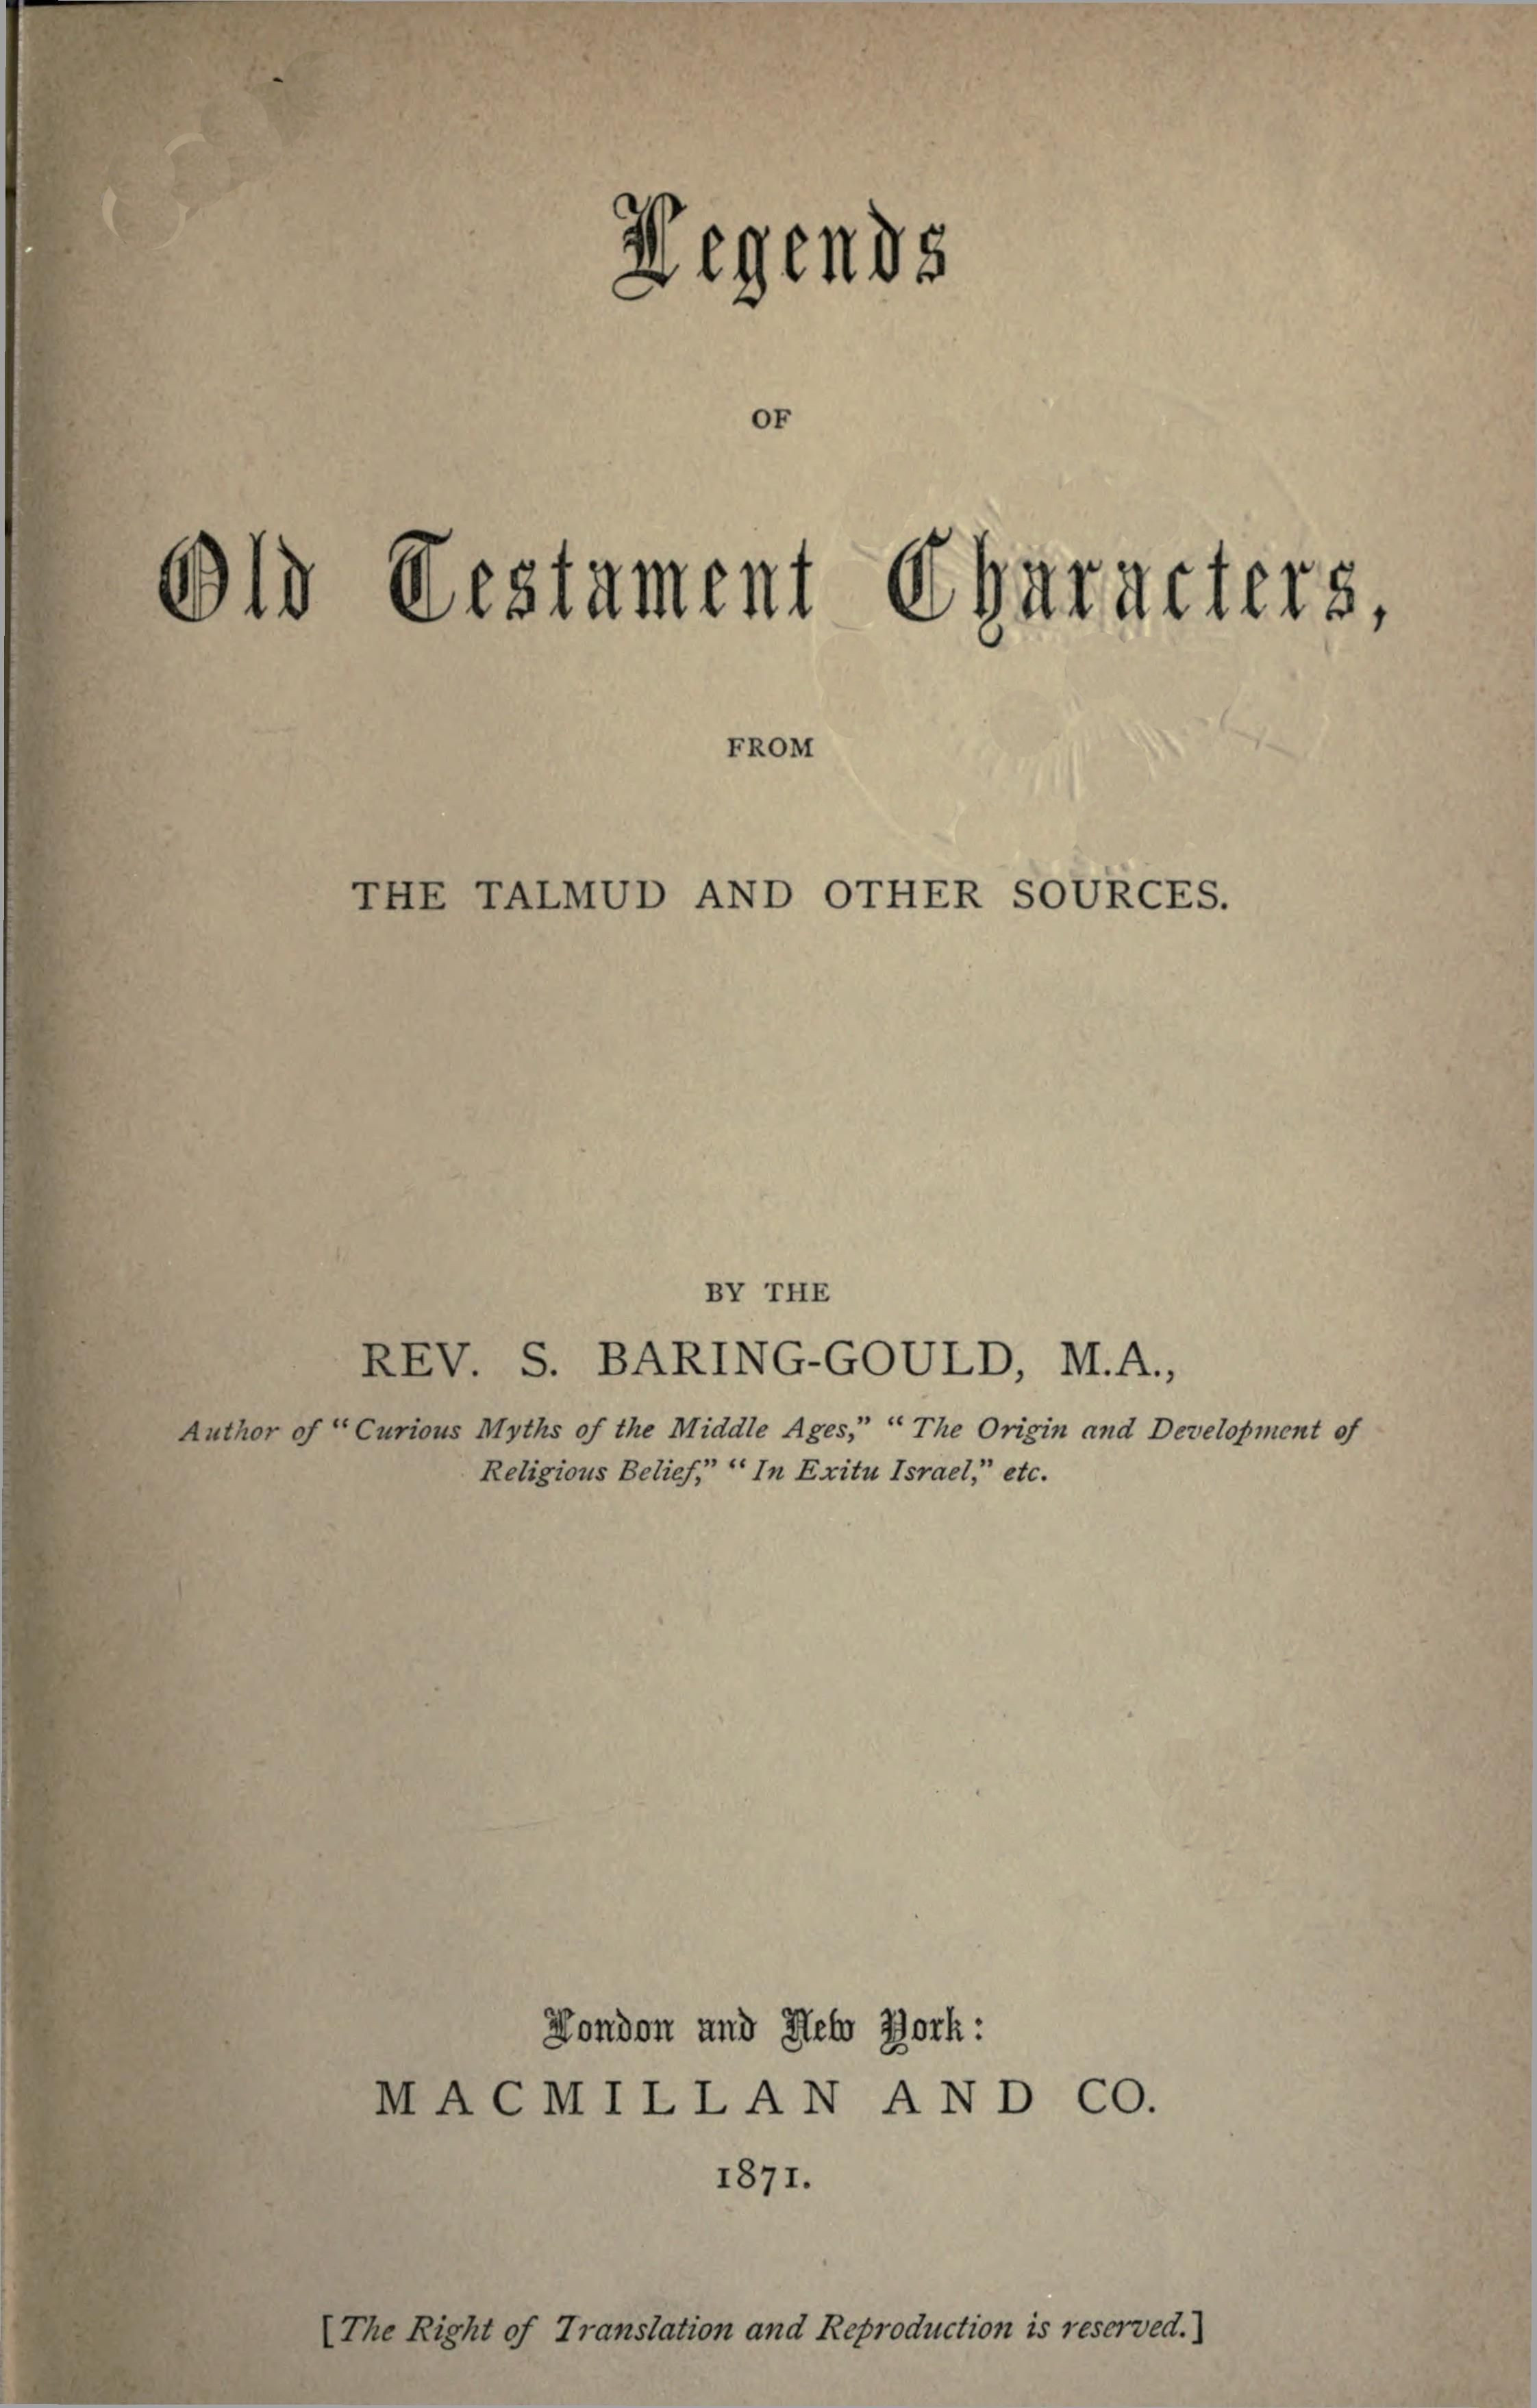 Legends
OF
Old Testament Characters,
FROM
THE TALMUD AND OTHER SOURCES.
BY THE
REV. S. BARING-GOULD, M.A.,
Author of “Curious Myths of the Middle Ages,” “The Origin and Development of
Religious Belief,” “In Exitu Israel,” etc.
London and New York:
MACMILLAN AND CO.
1871.
[The Right of Translation and Reproduction is reserved.]